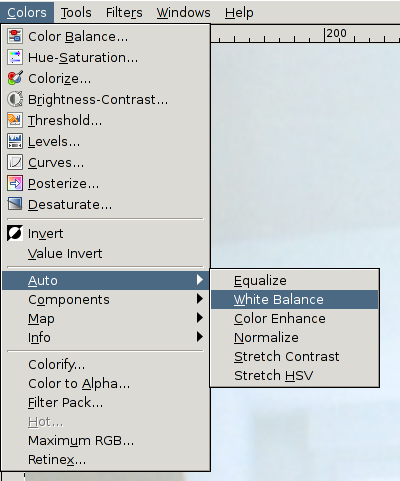 Colors Tools Filters Windows Help
Color Balance...
200
Hue-Saturation...
Colorize...
Brightness-Contrast...
Threshold...
Levels...
Curves...
Posterize...
Desaturate...
Invert
Value Invert
Auto
Equalize
Components
White Balance
Map
Color Enhance
Info
Normalize
Stretch Contrast
Colorify...
Stretch HSV
Color to Alpha...
Filter Pack...
Hot...
Maximum RGB...
Retinex...